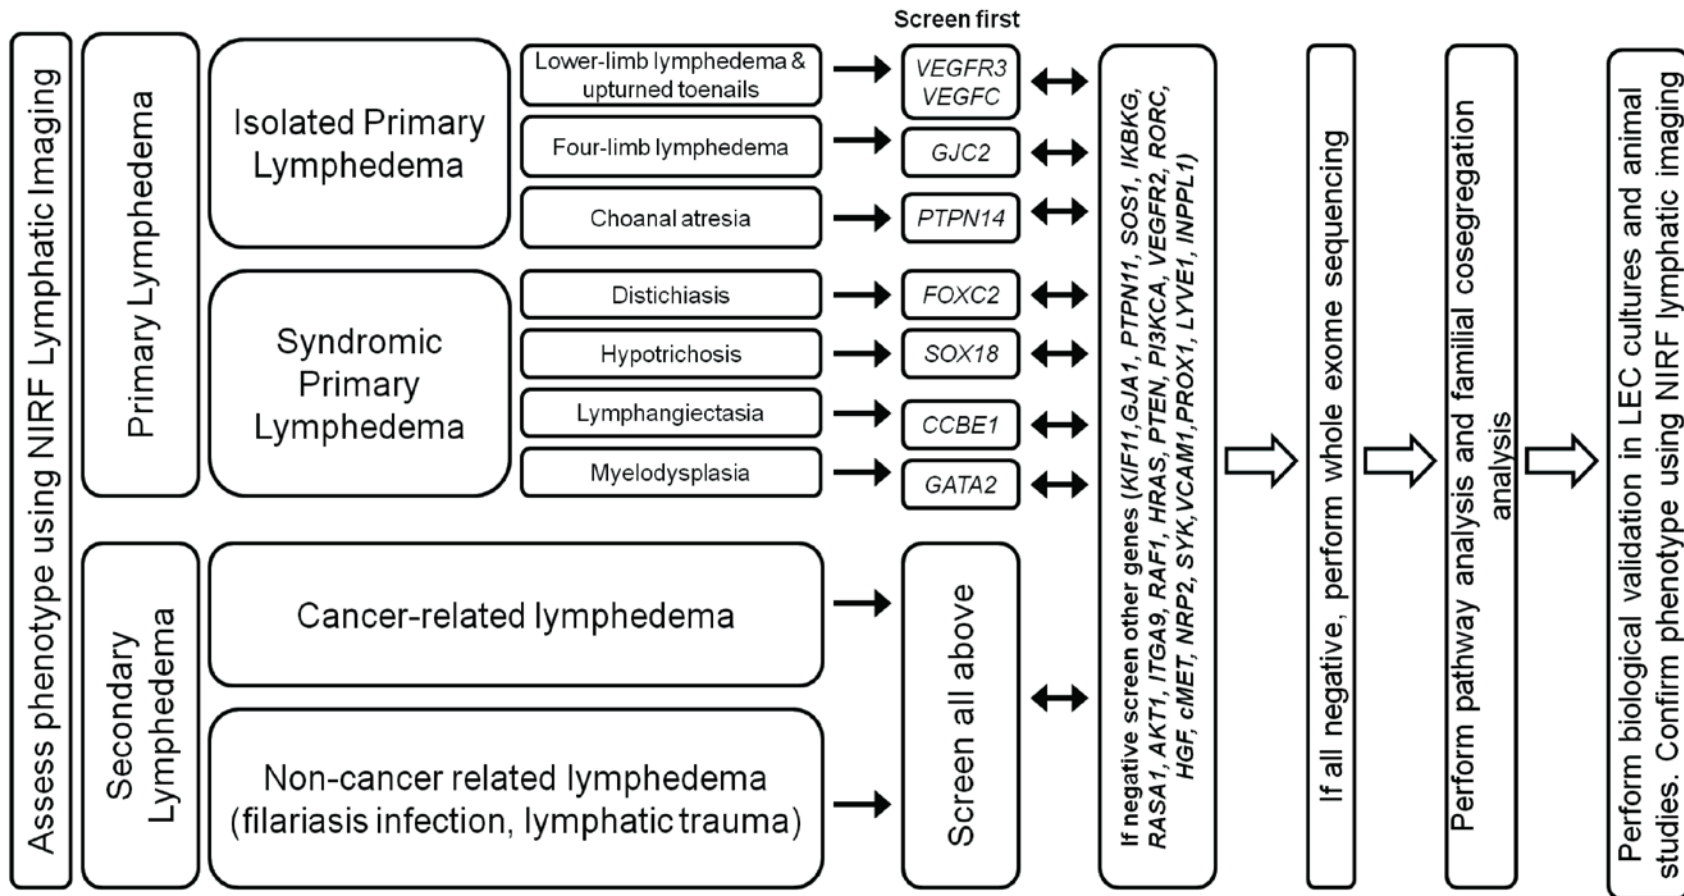 Screen first
Assess phenotype using NIRF Lymphatic Imaging
Primary Lymphedema
Isolated Primary
Lymphedema
Lower-limb lymphedema &
upturned toenails
VEGFR3
VEGFC
Four-limb lymphedema
GJC2
Choanal atresia
PTPN14
Syndromic
Primary
Lymphedema
Distichiasis
FOXC2
Hypotrichosis
SOX18
Lymphangiectasia
CCBE1
Myelodysplasia
GATA2
Secondary
Lymphedema
Cancer-related lymphedema
Non-cancer related lymphedema
(filariasis infection, lymphatic trauma)
Screen all above
If negative screen other genes (KIF11,GJA1, PTPN11, SOS1, IKBKG,
RASA1, AKT1, ITGA9, RAF1, HRAS, PTEN, PI3KCA, VEGFR2, RORC,
HGF, cMET, NRP2, SYK,VCAM1,PROX1, LYVE1, INPPL1)
If all negative, perform whole exome sequencing
Perform pathway analysis and familial cosegregation
analysis
Perform biological validation in LEC cultures and animal
studies. Confirm phenotype using NIRF lymphatic imaging